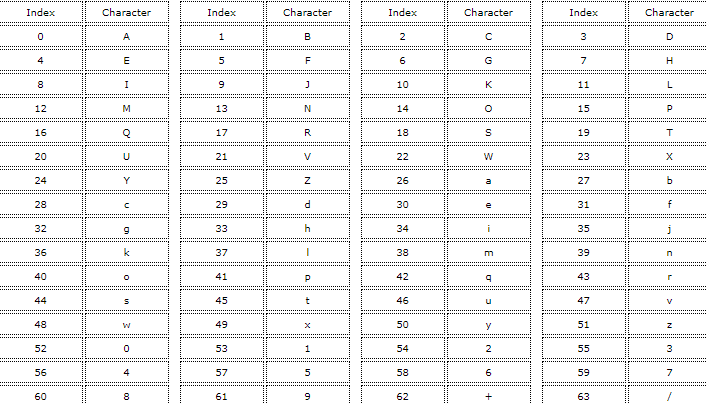 Index Character Index Character Index Character Index Character
0 A 1 B 2 C 3 D
4 E 5 F 6 G 7 H
8 I 9 J 10 K 11 L
12 M 13 N 14 O 15 P
16 Q 17 R 18 S 19 T
20 U 21 V 22 W 23 X
24 Y 25 Z 26 a 27 b
28 c 29 d 30 e 31 f
32 g 33 h 34 i 35 j
36 k 37 l 38 m 39 n
40 o 41 p 42 q 43 r
44 s 45 t 46 u 47 v
48 w 49 x 50 y 51 z
52 0 53 1 54 2 55 3
56 4 57 5 58 6 59 7
60 8 61 9 62 + 63 /